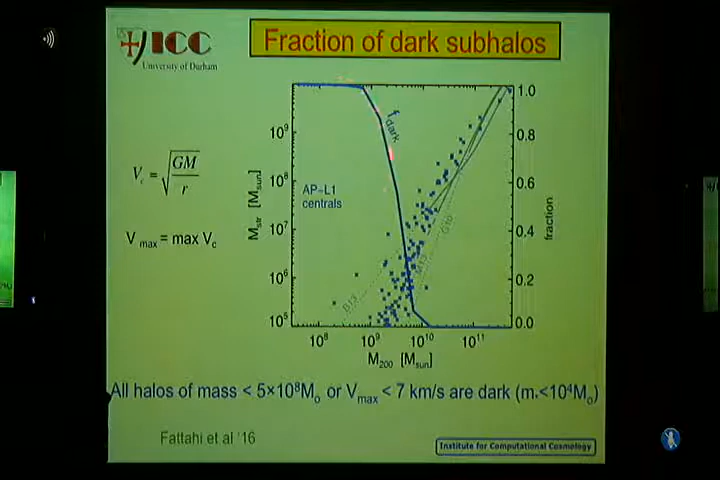 ICC
University of Durham
Fraction of dark subhalos
V_c = √(GM/r)
V_max = max V_c
M_str [M_sun]
10^9
10^8
10^7
10^6
10^5
AP-L1
centrals
f_dark
B13
M13
G10
1.0
0.8
0.6
0.4
0.2
0.0
fraction
10^8
10^9
10^10
10^11
M_200 [M_sun]
All halos of mass < 5×10^8M_o or V_max < 7 km/s are dark (m_*<10^4M_o)
Fattahi et al '16
Institute for Computational Cosmology